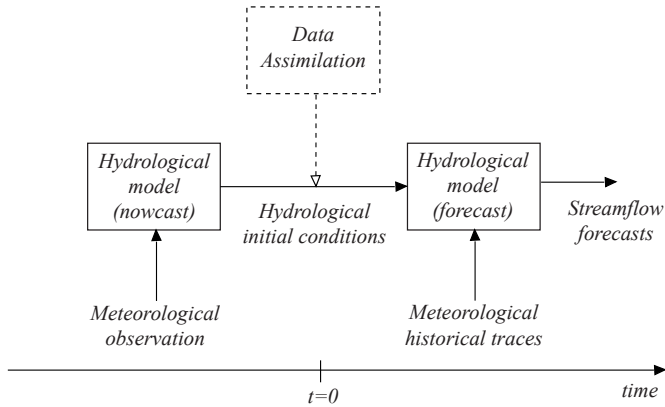 Data
Assimilation
Hydrological
model
(nowcast)
Hydrological
initial conditions
Hydrological
model
(forecast)
Streamflow
forecasts
Meteorological
observation
Meteorological
historical traces
t=0
time